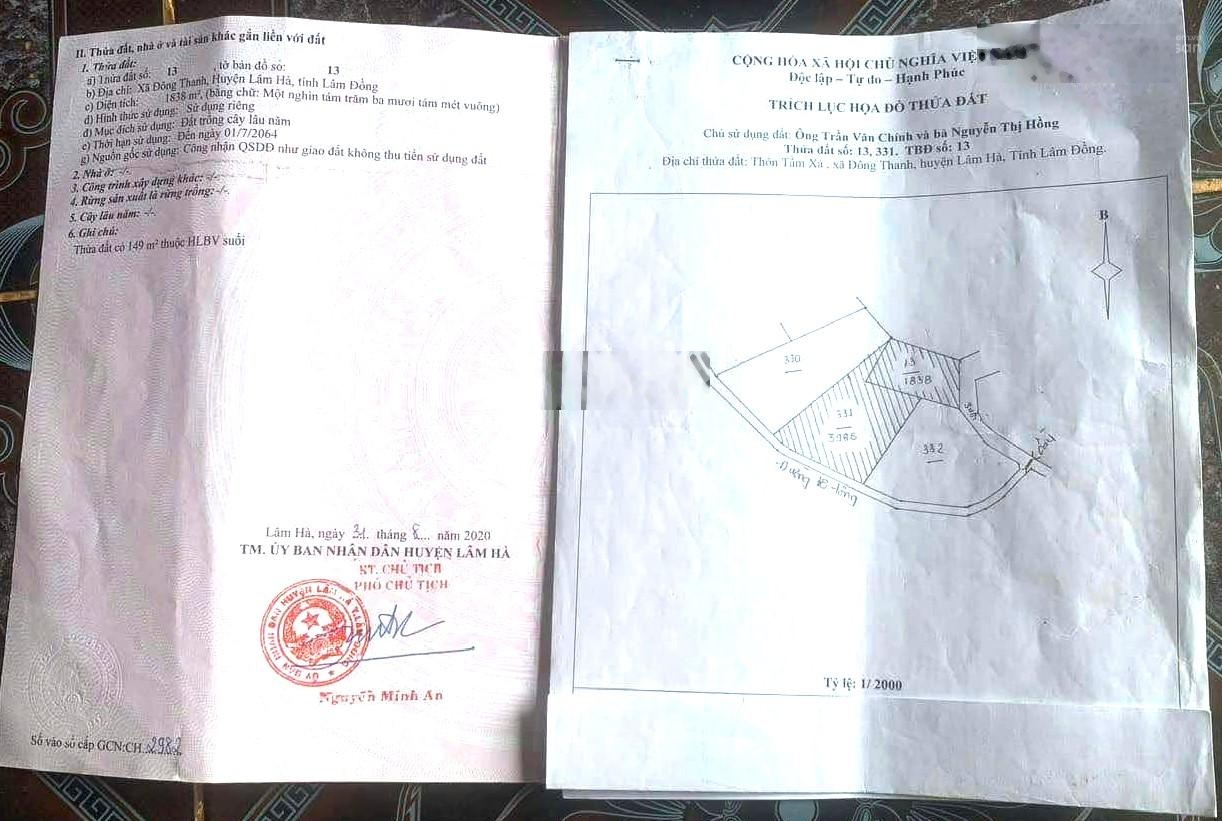 II. Thửa đất, nhà ở và tài sản khác gắn liền với đất
1. Thửa đất:
a) Thửa đất số: 13 , tờ bản đồ số: 13
b) Địa chỉ: Xã Đông Thanh, Huyện Lâm Hà, tỉnh Lâm Đồng
c) Diện tích: 1838 m², (bằng chữ: Một nghìn tám trăm ba mươi tám mét vuông)
d) Hình thức sử dụng: Sử dụng riêng
đ) Mục đích sử dụng: Đất trồng cây lâu năm
e) Thời hạn sử dụng: Đến ngày 01/7/2064
g) Nguồn gốc sử dụng: Công nhận QSDĐ như giao đất không thu tiền sử dụng đất
2. Nhà ở: -/-.
3. Công trình xây dựng khác: -/-.
4. Rừng sản xuất là rừng trồng: -/-.
5. Cây lâu năm: -/-.
6. Ghi chú:
Thửa đất có 149 m² thuộc HLBV suối
Lâm Hà, ngày 31 tháng 8 năm 2020
TM. ỦY BAN NHÂN DÂN HUYỆN LÂM HÀ
KT. CHỦ TỊCH
PHÓ CHỦ TỊCH
Nguyễn Minh An
Số vào sổ cấp GCN:CH 2982
CỘNG HÒA XÃ HỘI CHỦ NGHĨA VIỆT
Độc lập – Tự do – Hạnh Phúc
TRÍCH LỤC HỌA ĐỒ THỬA ĐẤT
Chủ sử dụng đất: Ông Trần Văn Chính và bà Nguyễn Thị Hồng
Thửa đất số: 13, 331. TBĐ số: 13
Địa chỉ thửa đất: Thôn Tầm Xá , xã Đông Thanh, huyện Lâm Hà, Tỉnh Lâm Đồng.
B
330
13
1838
331
3986
332
suối
Đường bê-tông
Tỷ lệ: 1/ 2000